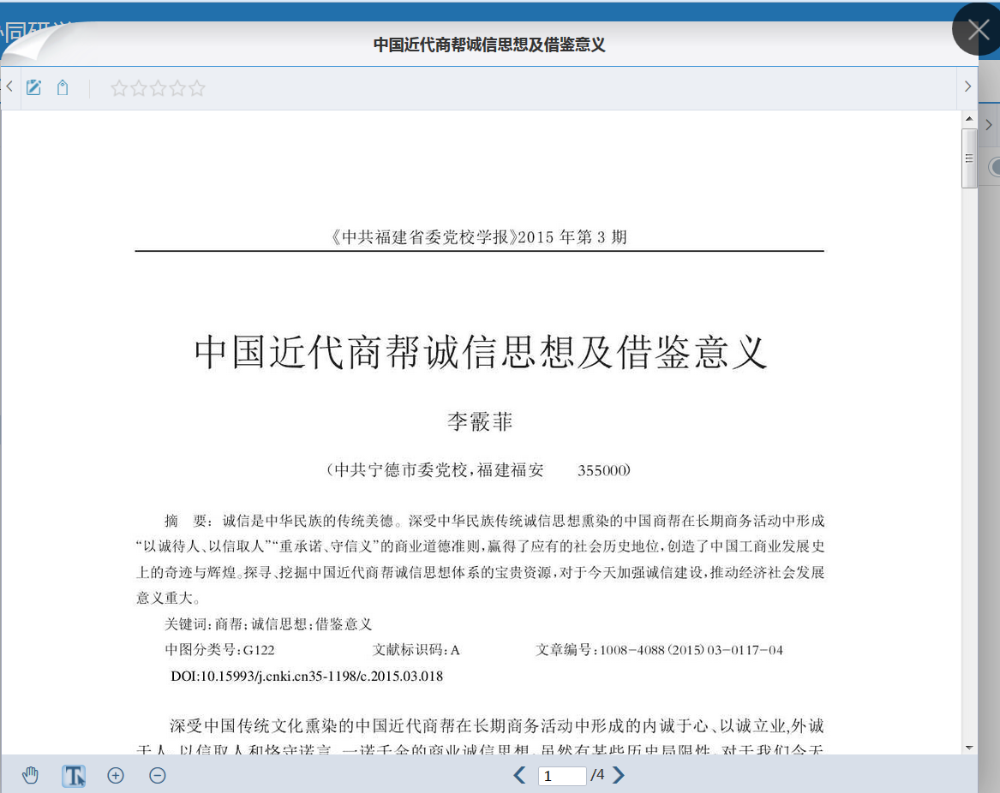 中国近代商帮诚信思想及借鉴意义
《中共福建省委党校学报》2015 年第 3 期
中国近代商帮诚信思想及借鉴意义
李霰菲
(中共宁德市委党校,福建福安 355000)
摘 要: 诚信是中华民族的传统美德。深受中华民族传统诚信思想熏染的中国商帮在长期商务活动中形成
“以诚待人、以信取人”“重承诺、守信义”的商业道德准则,赢得了应有的社会历史地位,创造了中国工商业发展史
上的奇迹与辉煌。探寻、挖掘中国近代商帮诚信思想体系的宝贵资源,对于今天加强诚信建设,推动经济社会发展
意义重大。
关键词:商帮;诚信思想;借鉴意义
中图分类号:G122 文献标识码:A 文章编号:1008-4088(2015)03-0117-04
DOI:10.15993/j.cnki.cn35-1198/c.2015.03.018
深受中国传统文化熏染的中国近代商帮在长期商务活动中形成的内诚于心、以诚立业,外诚
于人、以信取人和恪守诺言、一诺千金的商业诚信思想,虽然有某些历史局限性,对于我们今天
1 /4